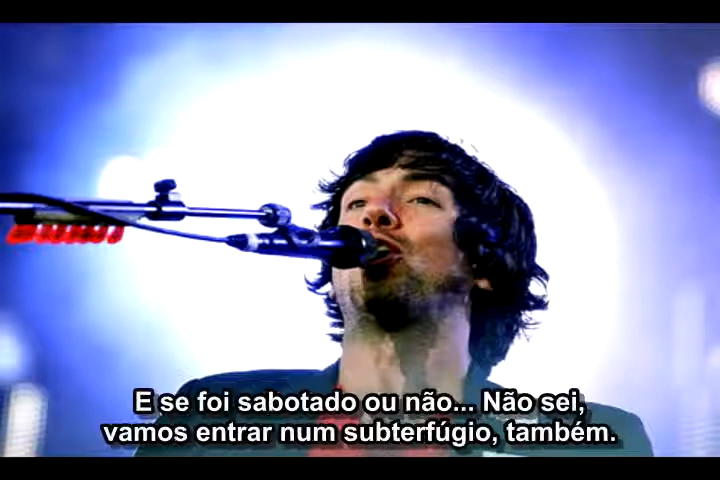 E se foi sabotado ou não... Não sei,
vamos entrar num subterfúgio, também.